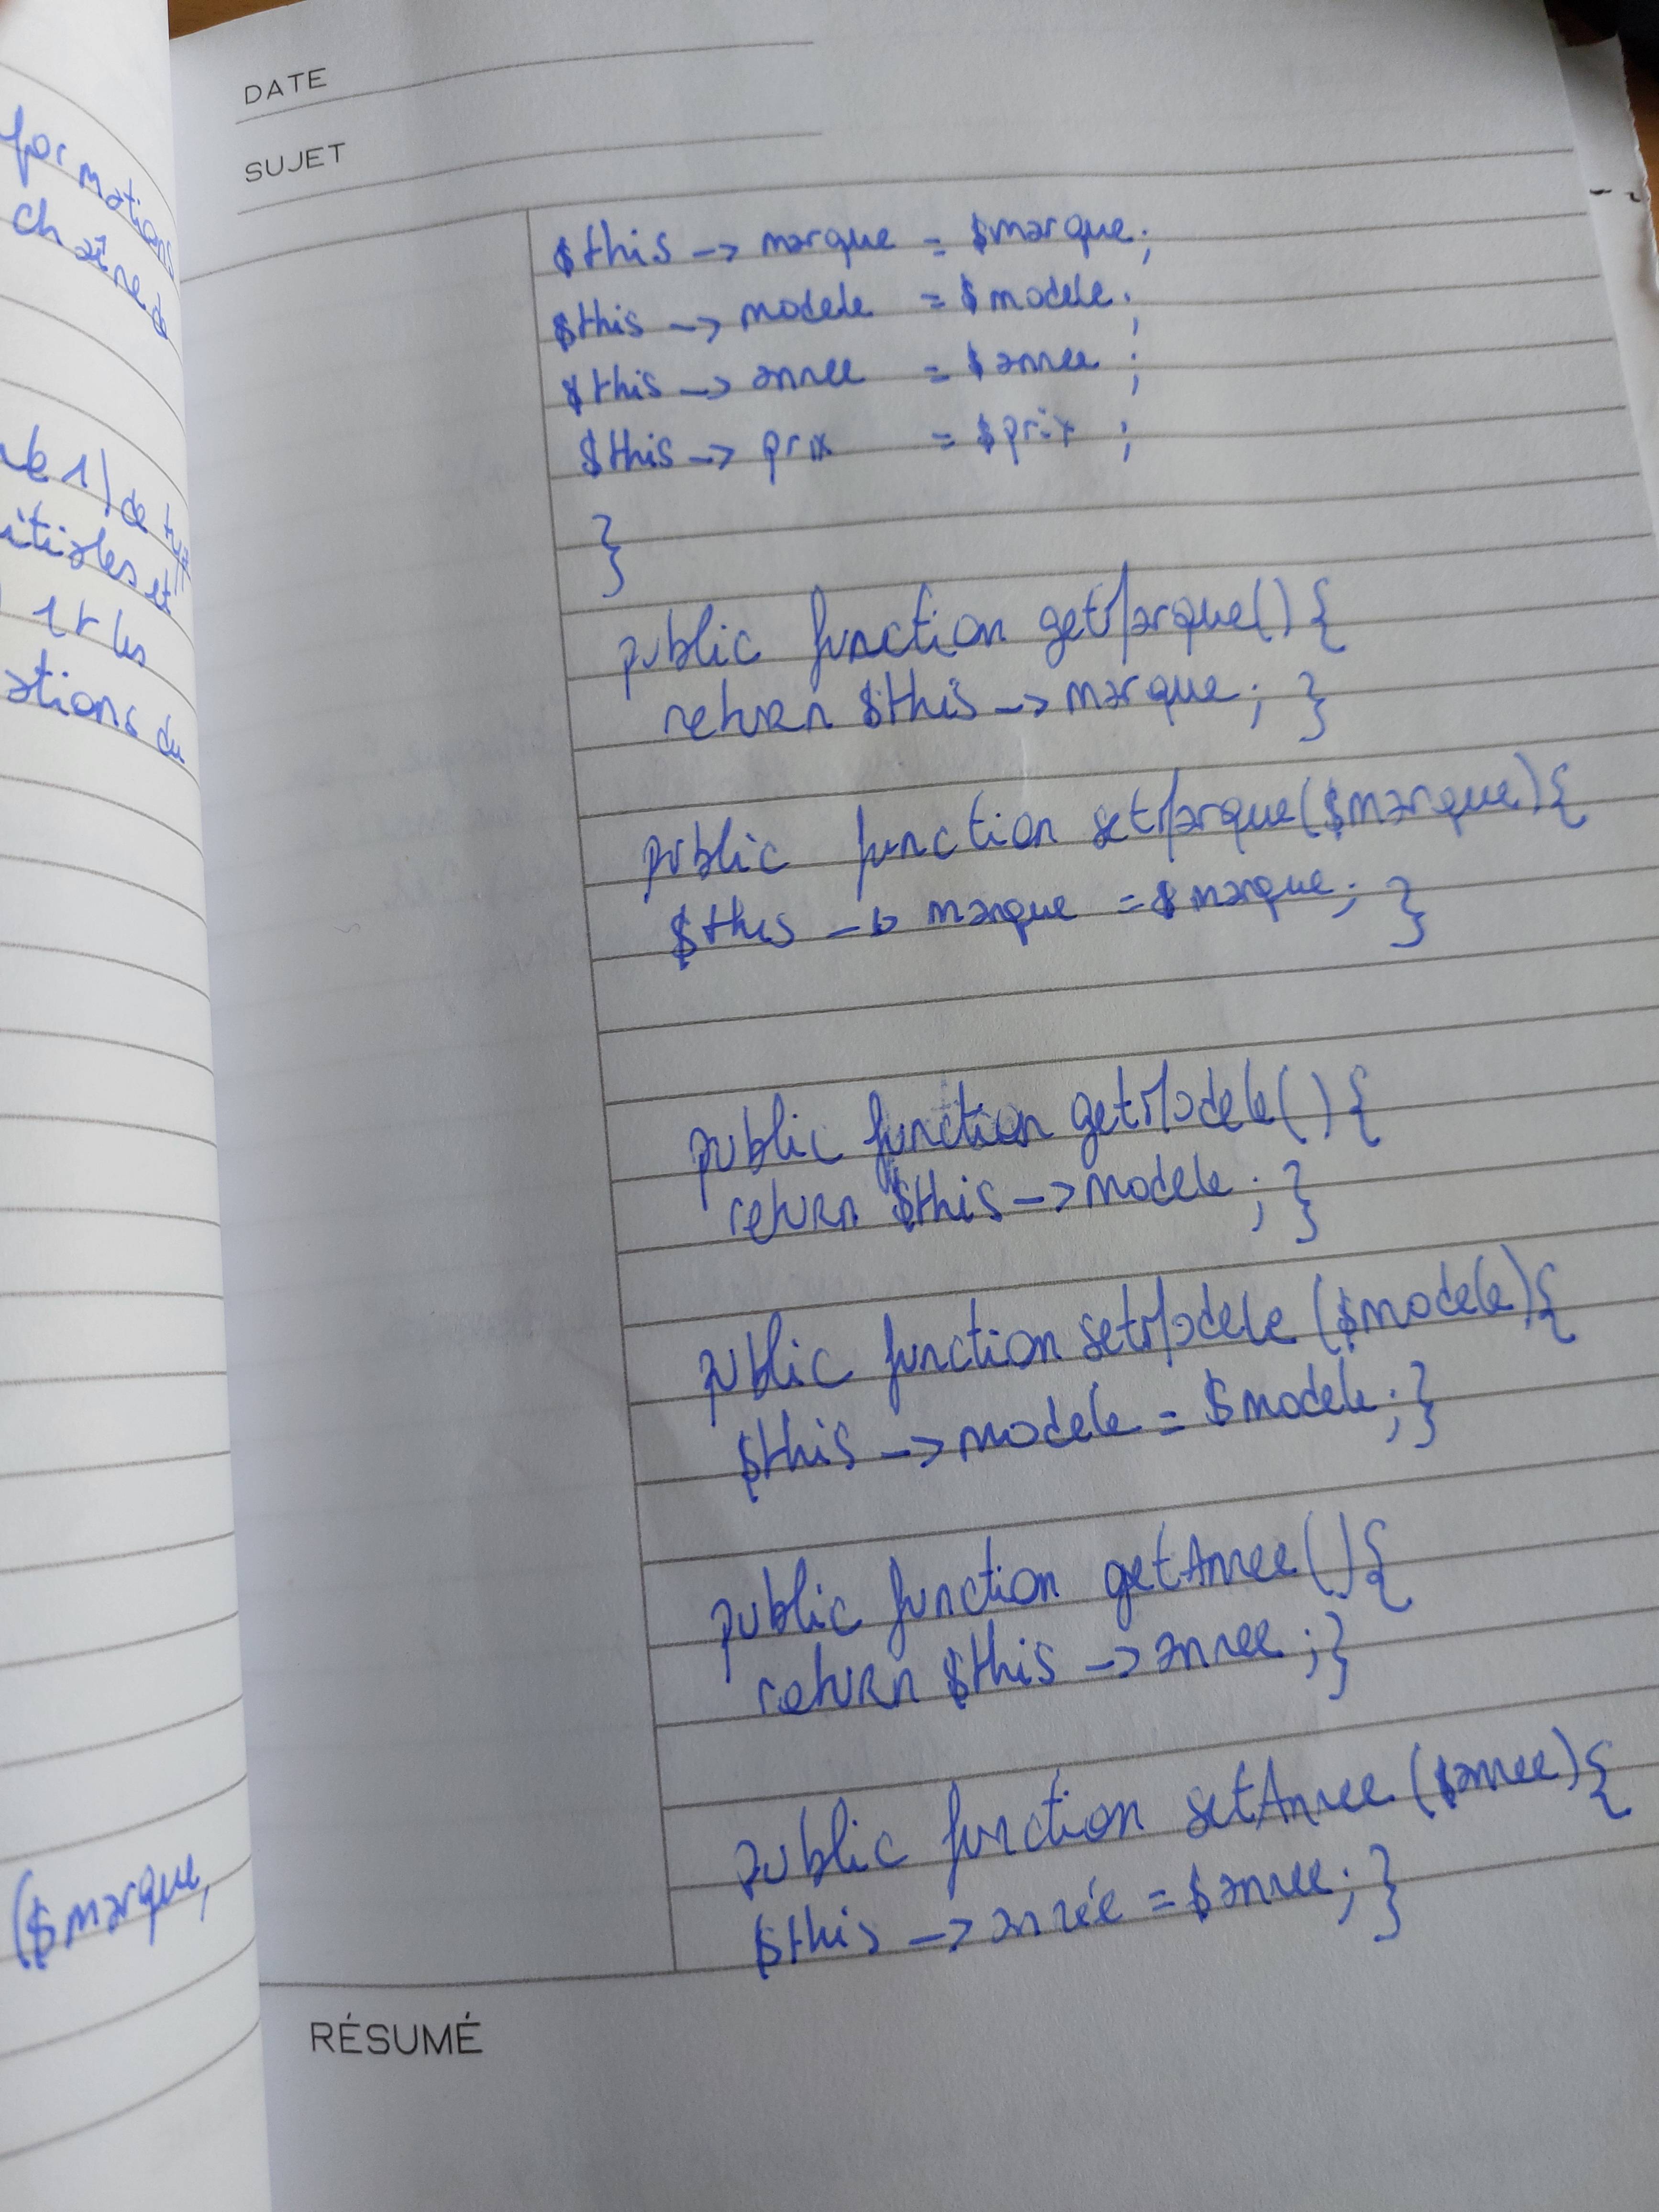 formations
chaîne de
1) de type
itiales et
1 et les
ations du
($marque,
DATE
SUJET
$this -> marque = $marque;
$this -> modele = $modele;
$this -> annee = $annee;
$this -> prix = $prix;
}
public function getMarque(){
return $this -> marque; }
public function setMarque($marque){
$this -> marque = $marque; }
public function getModele(){
return $this -> modele; }
public function setModele($modele){
$this -> modele = $modele; }
public function getAnnee(){
return $this -> annee; }
public function setAnnee($annee){
$this -> année = $annee; }
RÉSUMÉ